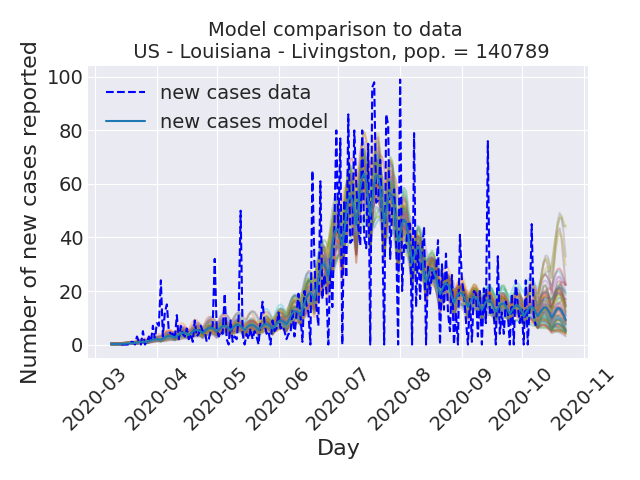 Model comparison to data
US - Louisiana - Livingston, pop. = 140789
Number of new cases reported
100
80
60
40
20
0
new cases data
new cases model
2020-03
2020-04
2020-05
2020-06
2020-07
2020-08
2020-09
2020-10
2020-11
Day